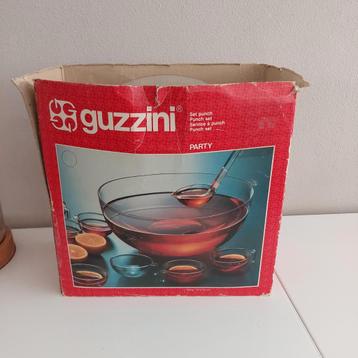 guzzini®
Set punch
Punch set
Service à punch
Punch set
PARTY